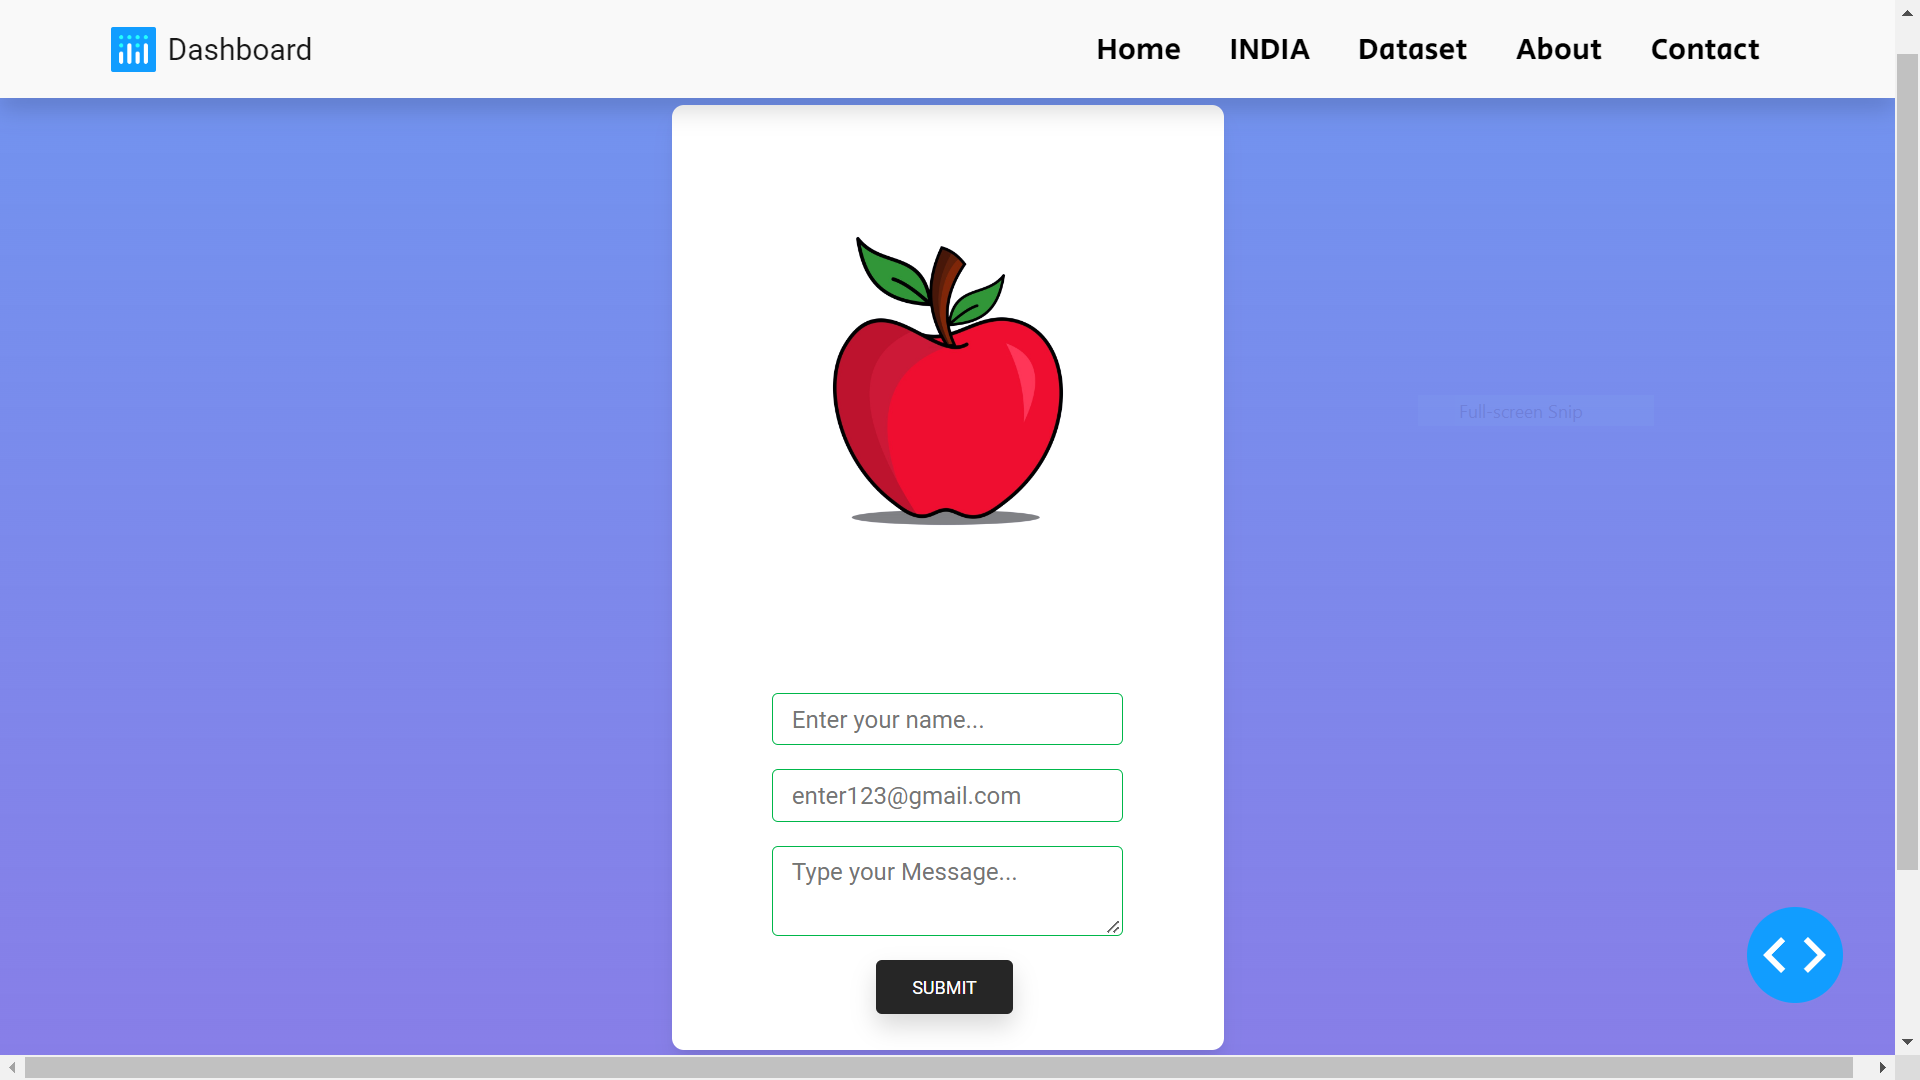 Dashboard
Home INDIA Dataset About Contact
Full-screen Snip
Enter your name...
enter123@gmail.com
Type your Message...
SUBMIT